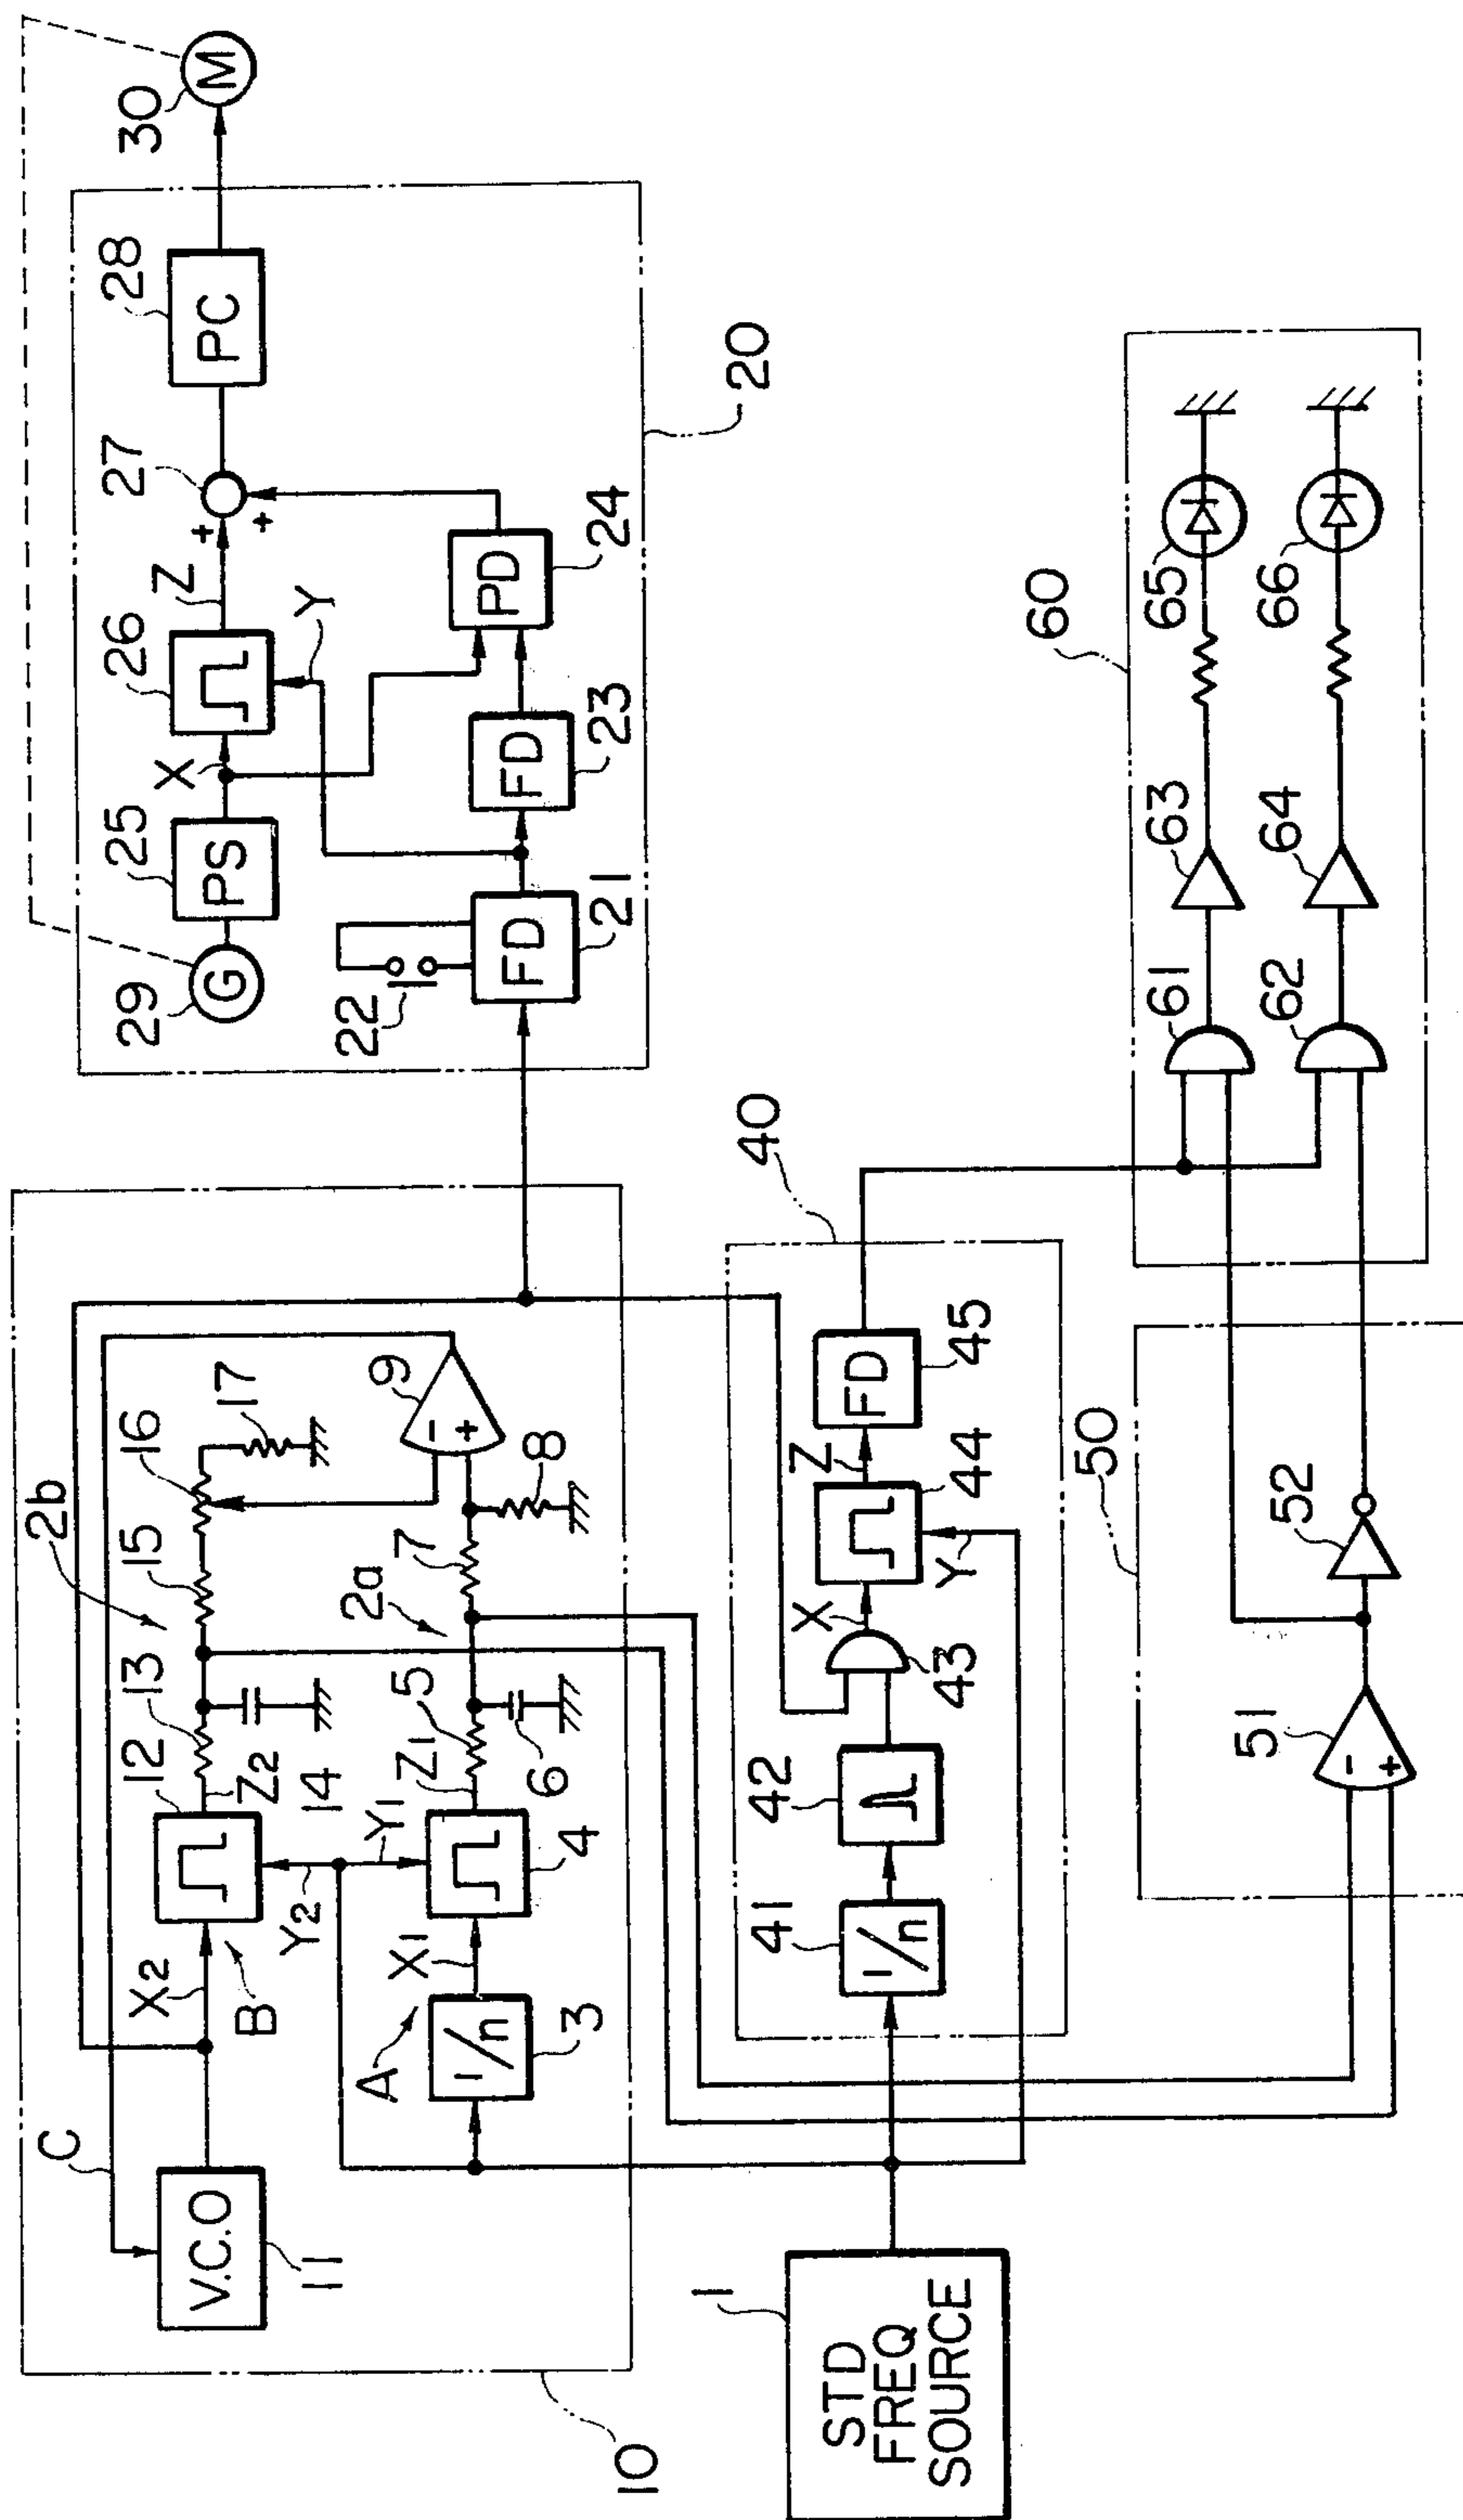 C
V.C.O
11
X2
B
12
Z2
13
14
2b
15
16
17
Y2
Y1
A
1/n
3
X1
4
Z1
5
6
2a
7
8
9
-
+
10
29
G
25
PS
X
26
Z
27
+
+
28
PC
30
M
22
FD
21
Y
FD
23
PD
24
20
1
STD
FREQ
SOURCE
41
1/n
42
43
X
Y
44
Z
FD
45
40
51
-
+
52
50
61
62
63
64
65
66
60